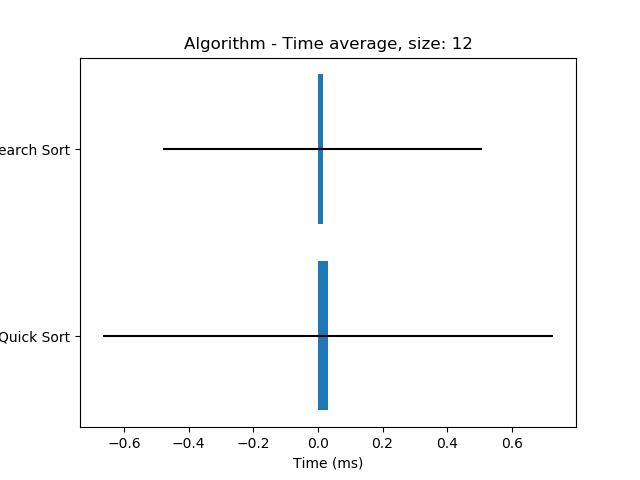 Algorithm - Time average, size: 12
earch Sort
Quick Sort
−0.6 −0.4 −0.2 0.0 0.2 0.4 0.6
Time (ms)